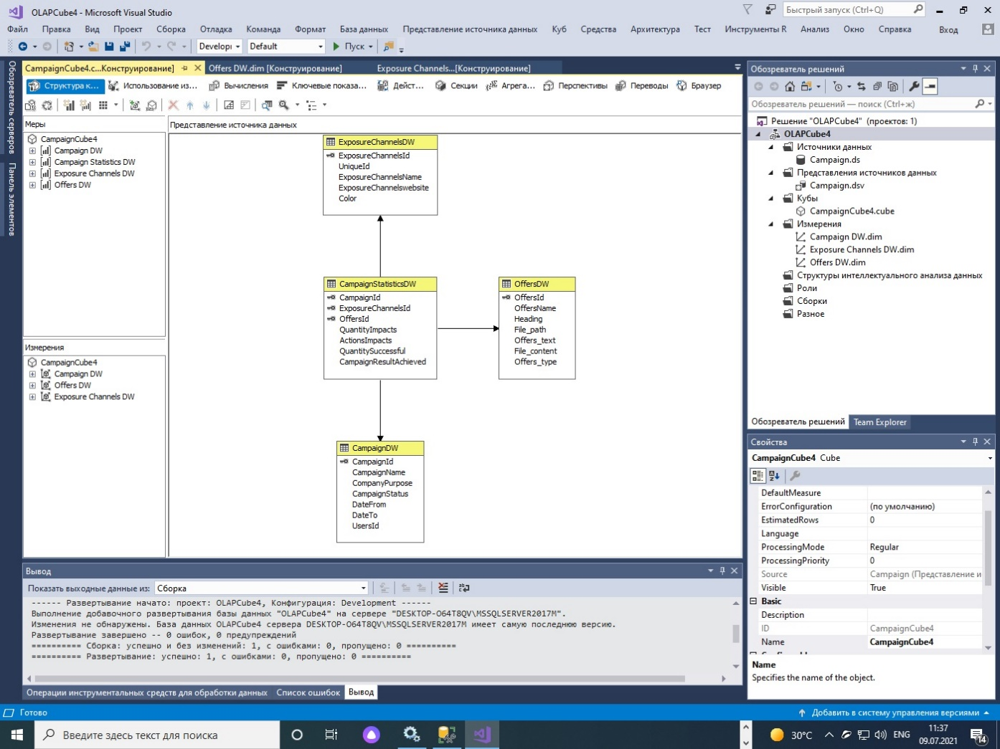 OLAPCube4 - Microsoft Visual Studio
Быстрый запуск (Ctrl+Q)
Файл Правка Вид Проект Сборка Отладка Команда Формат База данных Представление источника данных Куб Средства Архитектура Тест Инструменты R Анализ Окно Справка Вход
Develop Default Пуск
Обозреватель серверов
Панель элементов
CampaignCube4.c...Конструирование] Offers DW.dim [Конструирование] Exposure Channels...[Конструирование]
Структура к... Использование из... Вычисления Ключевые показа... Дейст... Секции Агрега... Перспективы Переводы Браузер
Меры
CampaignCube4
Campaign DW
Campaign Statistics DW
Exposure Channels DW
Offers DW
Измерения
CampaignCube4
Campaign DW
Offers DW
Exposure Channels DW
Представление источника данных
ExposureChannelsDW
ExposureChannelsId
UniqueId
ExposureChannelsName
ExposureChannelswebsite
Color
CampaignStatisticsDW
CampaignId
ExposureChannelsId
OffersId
QuantityImpacts
ActionsImpacts
QuantitySuccessful
CampaignResultAchieved
OffersDW
OffersId
OffersName
Heading
File_path
Offers_text
File_content
Offers_type
CampaignDW
CampaignId
CampaignName
CompanyPurpose
CampaignStatus
DateFrom
DateTo
UsersId
Вывод
Показать выходные данные из: Сборка
------ Развертывание начато: проект: OLAPCube4, Конфигурация: Development ------
Выполнение добавочного развертывания базы данных "OLAPCube4" на сервере "DESKTOP-O64T8QV\MSSQLSERVER2017M".
Изменения не обнаружены. База данных OLAPCube4 сервера DESKTOP-O64T8QV\MSSQLSERVER2017M имеет самую последнюю версию.
Развертывание завершено -- 0 ошибок, 0 предупреждений
========== Сборка: успешно и без изменений: 1, с ошибками: 0, пропущено: 0 ==========
========== Развертывание: успешно: 1, с ошибками: 0, пропущено: 0 ==========
Операции инструментальных средств для обработки данных Список ошибок Вывод
Обозреватель решений
Обозреватель решений — поиск (Ctrl+ж)
Решение "OLAPCube4" (проектов: 1)
OLAPCube4
Источники данных
Campaign.ds
Представления источников данных
Campaign.dsv
Кубы
CampaignCube4.cube
Измерения
Campaign DW.dim
Exposure Channels DW.dim
Offers DW.dim
Структуры интеллектуального анализа данных
Роли
Сборки
Разное
Обозреватель решений Team Explorer
Свойства
CampaignCube4 Cube
DefaultMeasure
ErrorConfiguration (по умолчанию)
EstimatedRows 0
Language
ProcessingMode Regular
ProcessingPriority 0
Source Campaign (Представление и
Visible True
Basic
Description
ID CampaignCube4
Name CampaignCube4
Name
Specifies the name of the object.
Готово Добавить в систему управления версиями
Введите здесь текст для поиска
30°C ENG 11:37
09.07.2021
14